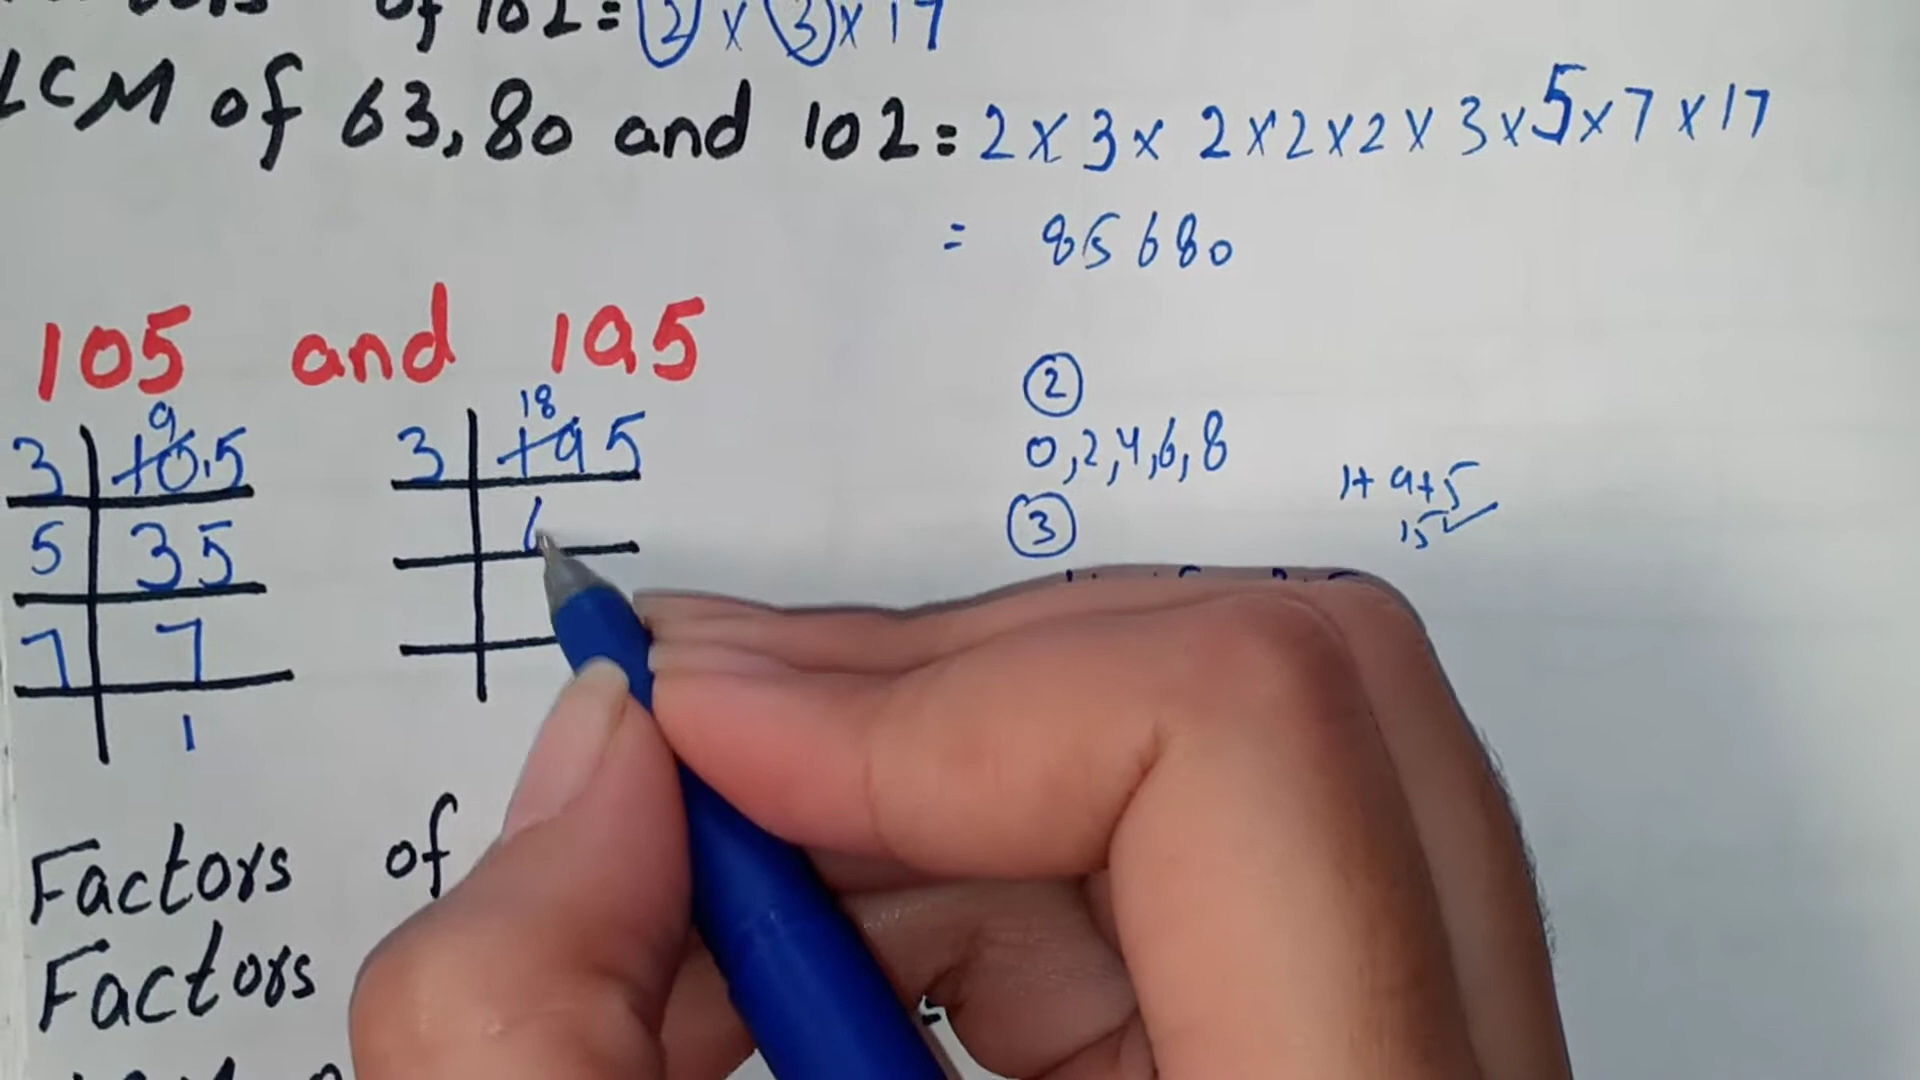 of 102 = 2 x 3 x 17
LCM of 63, 80 and 102 = 2 x 3 x 2 x 2 x 2 x 3 x 5 x 7 x 17
= 85680
105 and 195
9
3 105
5 35
7 7
1
18
3 195
6
2
0, 2, 4, 6, 8
3
1 + 9 + 5
15 ✓
Factors of
Factors
=